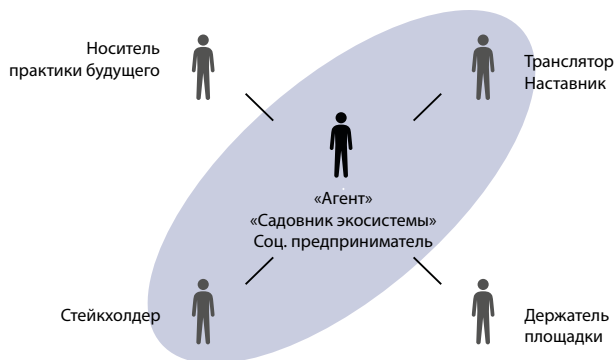 Носитель
практики будущего
Транслятор
Наставник
«Агент»
«Садовник экосистемы»
Соц. предприниматель
Стейкхолдер
Держатель
площадки